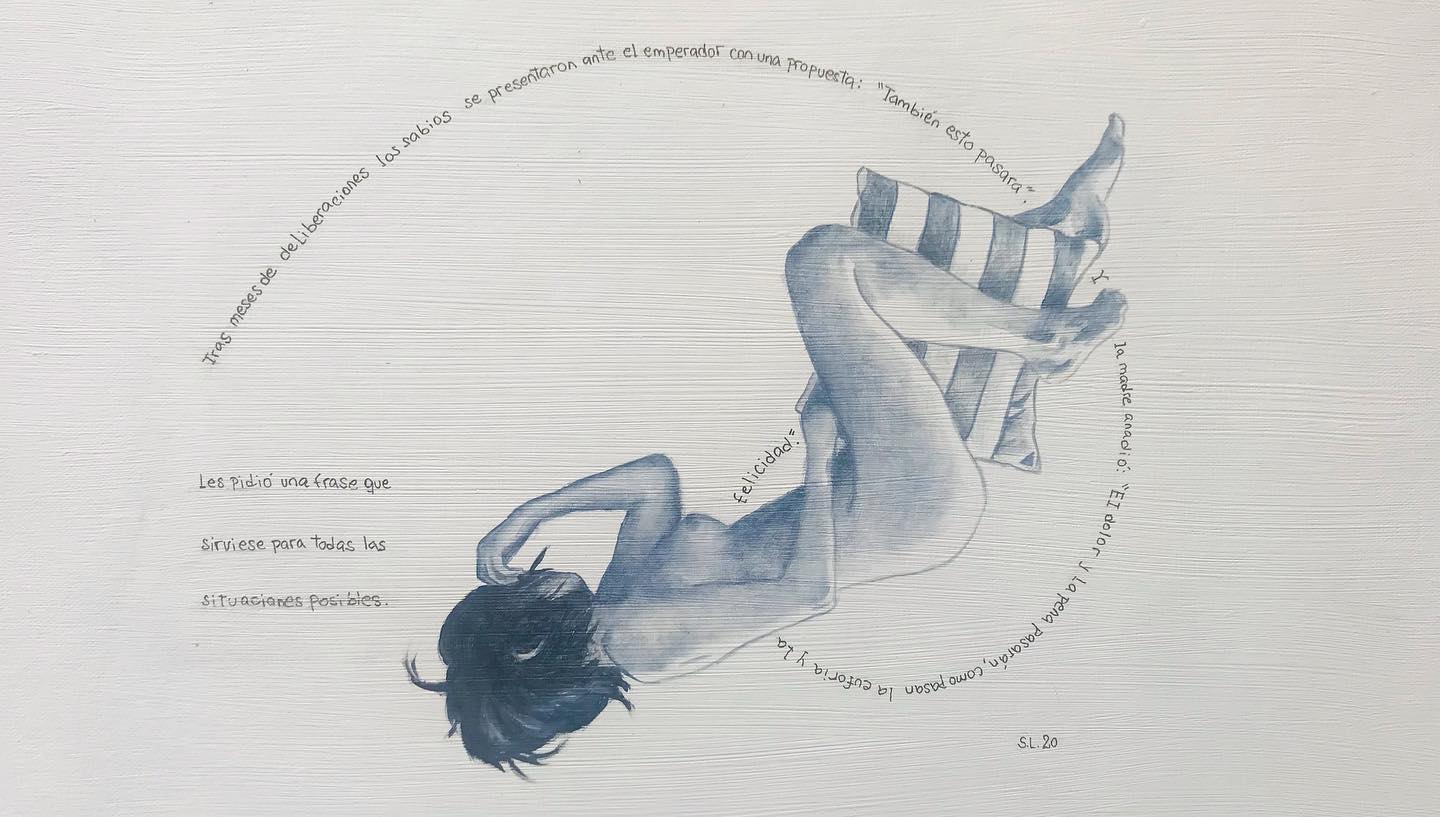 Les pidió una frase que
sirviese para todas las
situaciones posibles.
Tras meses de deliberaciones los sabios se presentaron ante el emperador con una propuesta: "También esto pasara".
Y la madre anadió: "El dolor y la pena pasarán, como pasan la euforia y la felicidad".
S.L.20